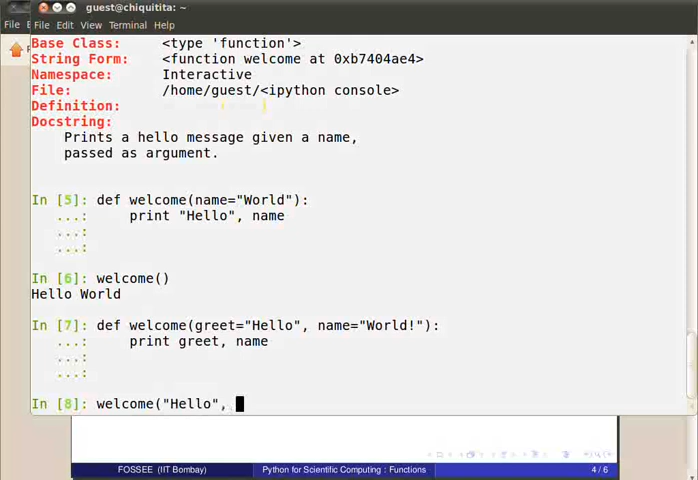 guest@chiquitita: ~
File
File Edit View Terminal Help
Base Class: <type 'function'>
String Form: <function welcome at 0xb7404ae4>
Namespace: Interactive
File: /home/guest/<ipython console>
Definition:
Docstring:
Prints a hello message given a name,
passed as argument.
In [5]: def welcome(name="World"):
...: print "Hello", name
...:
...:
In [6]: welcome()
Hello World
In [7]: def welcome(greet="Hello", name="World!"):
...: print greet, name
...:
...:
In [8]: welcome("Hello",
FOSSEE (IIT Bombay) Python for Scientific Computing : Functions 4 / 6